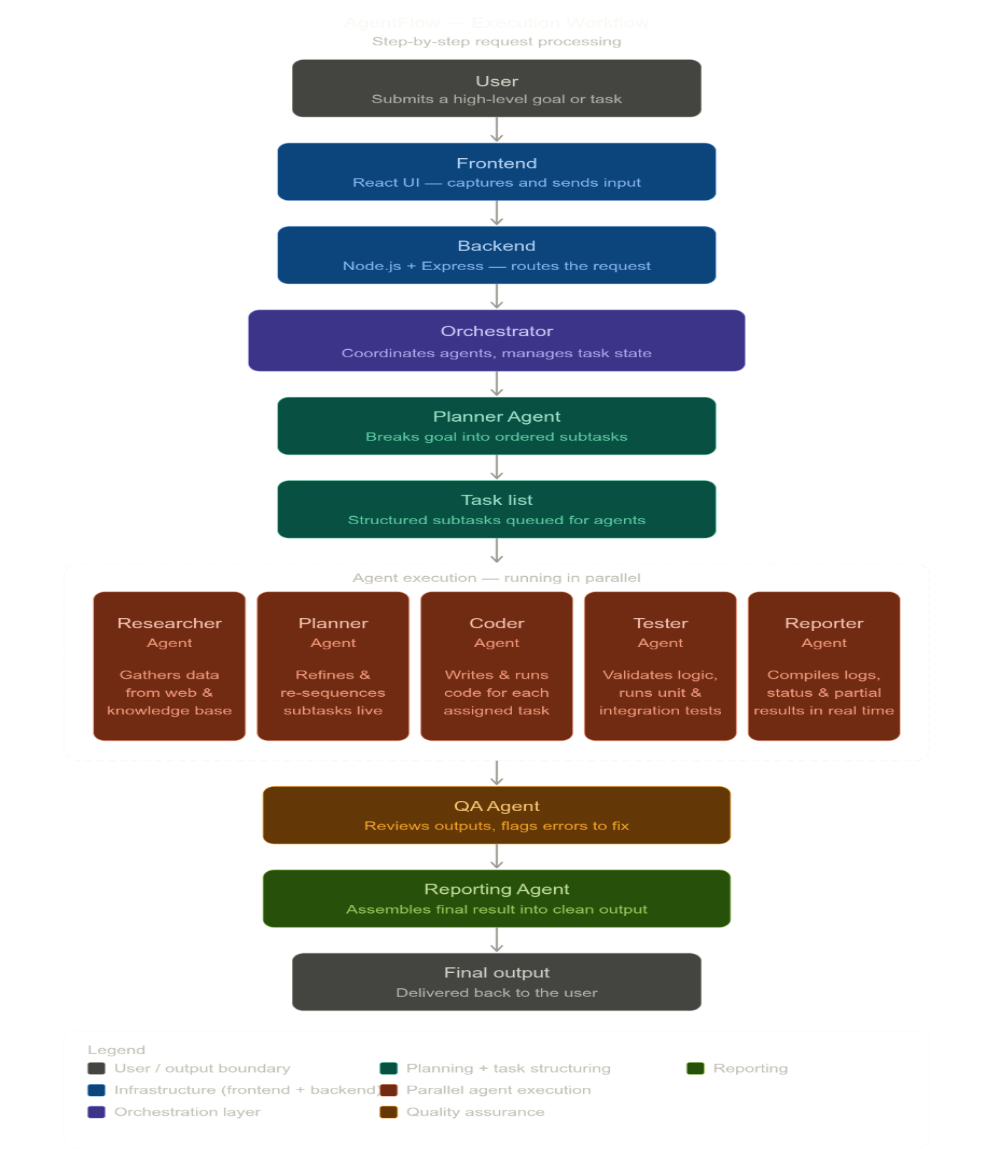 AgentFlow — Execution Workflow
Step-by-step request processing
User
Submits a high-level goal or task
Frontend
React UI — captures and sends input
Backend
Node.js + Express — routes the request
Orchestrator
Coordinates agents, manages task state
Planner Agent
Breaks goal into ordered subtasks
Task list
Structured subtasks queued for agents
Agent execution — running in parallel
Researcher
Agent
Gathers data
from web &
knowledge base
Planner
Agent
Refines &
re-sequences
subtasks live
Coder
Agent
Writes & runs
code for each
assigned task
Tester
Agent
Validates logic,
runs unit &
integration tests
Reporter
Agent
Compiles logs,
status & partial
results in real time
QA Agent
Reviews outputs, flags errors to fix
Reporting Agent
Assembles final result into clean output
Final output
Delivered back to the user
Legend
User / output boundary
Infrastructure (frontend + backend)
Orchestration layer
Planning + task structuring
Parallel agent execution
Quality assurance
Reporting